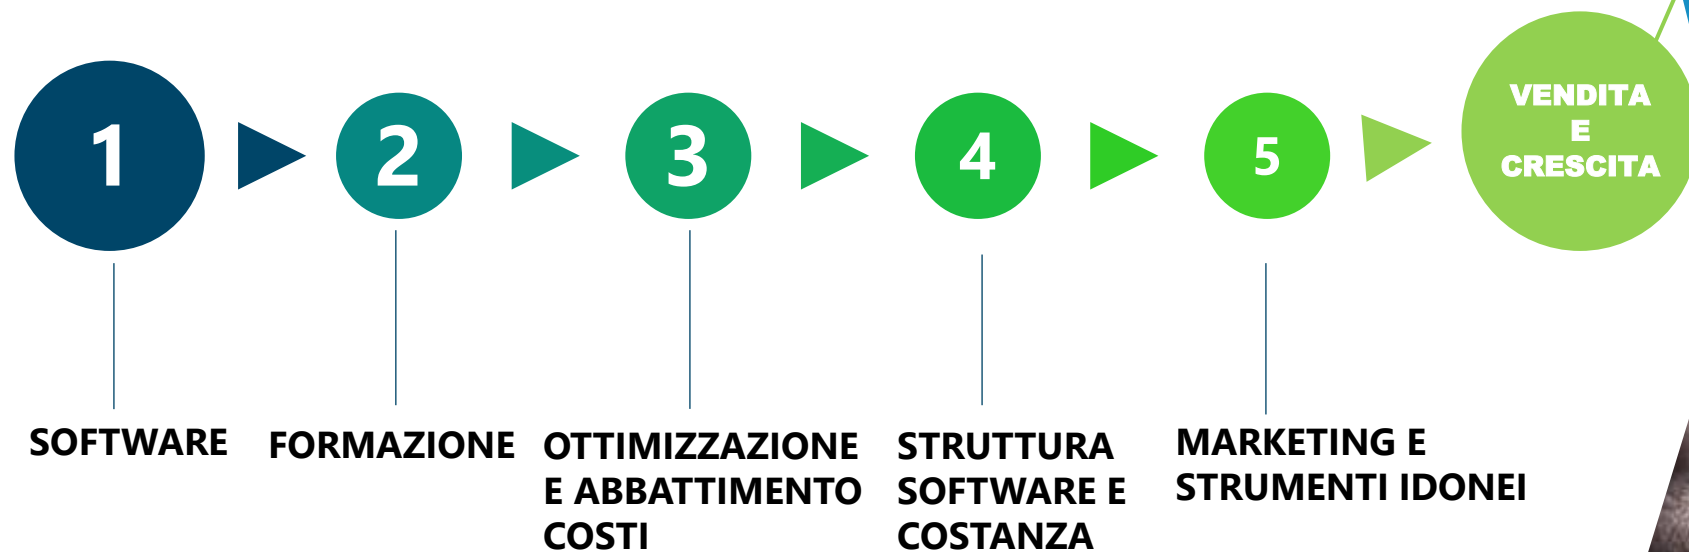 1
2
3
4
5
VENDITA
E
CRESCITA
SOFTWARE
FORMAZIONE
OTTIMIZZAZIONE
E ABBATTIMENTO
COSTI
STRUTTURA
SOFTWARE E
COSTANZA
MARKETING E
STRUMENTI IDONEI